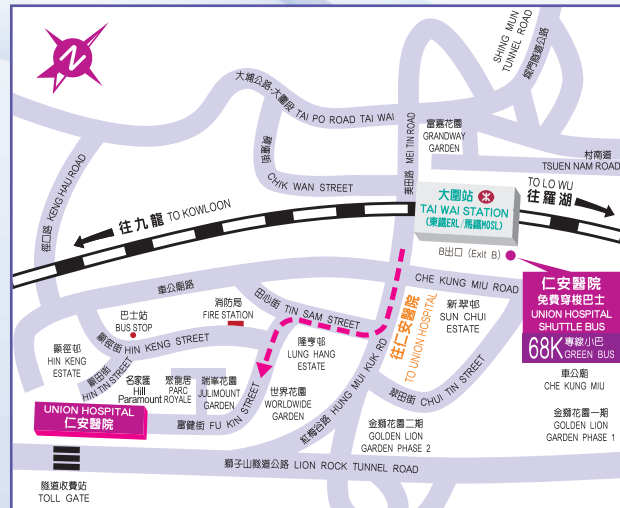 N
SHING MUN
TUNNEL ROAD
城門隧道公路
大埔公路-大圍段 TAI PO ROAD TAI WAI
美田路 MEI TIN ROAD
富嘉花園
GRANDWAY
GARDEN
村南道
TSUEN NAM ROAD
CHIK WAN STREET
徑口路 KENG HAU ROAD
往九龍 TO KOWLOON
大圍站
TAI WAI STATION
(東鐵ERL/馬鐵MOSL)
TO LO WU
往羅湖
B出口 (Exit B)
仁安醫院
免費穿梭巴士
UNION HOSPITAL
SHUTTLE BUS
68K 專線小巴
GREEN BUS
車公廟
CHE KUNG MIU
金獅花園一期
GOLDEN LION
GARDEN PHASE 1
車公廟路
CHE KUNG MIU ROAD
消防局
FIRE STATION
巴士站
BUS STOP
田心街 TIN SAM STREET
往仁安醫院
TO UNION HOSPITAL
新翠邨
SUN CHUI
ESTATE
顯徑邨
HIN KENG
ESTATE
顯徑街 HIN KENG STREET
隆亨邨
LUNG HANG
ESTATE
顯田街 HIN TIN STREET
名家匯
Hill
Paramount
聚龍居
PARC
ROYALE
瑞峯花園
JULIMOUNT
GARDEN
世界花園
WORLDWIDE
GARDEN
紅梅谷路 HUNG MUI KUK RD
翠田街 CHUI TIN STREET
UNION HOSPITAL
仁安醫院
富健街 FU KIN STREET
金獅花園二期
GOLDEN LION
GARDEN PHASE 2
獅子山隧道公路 LION ROCK TUNNEL ROAD
隧道收費站
TOLL GATE